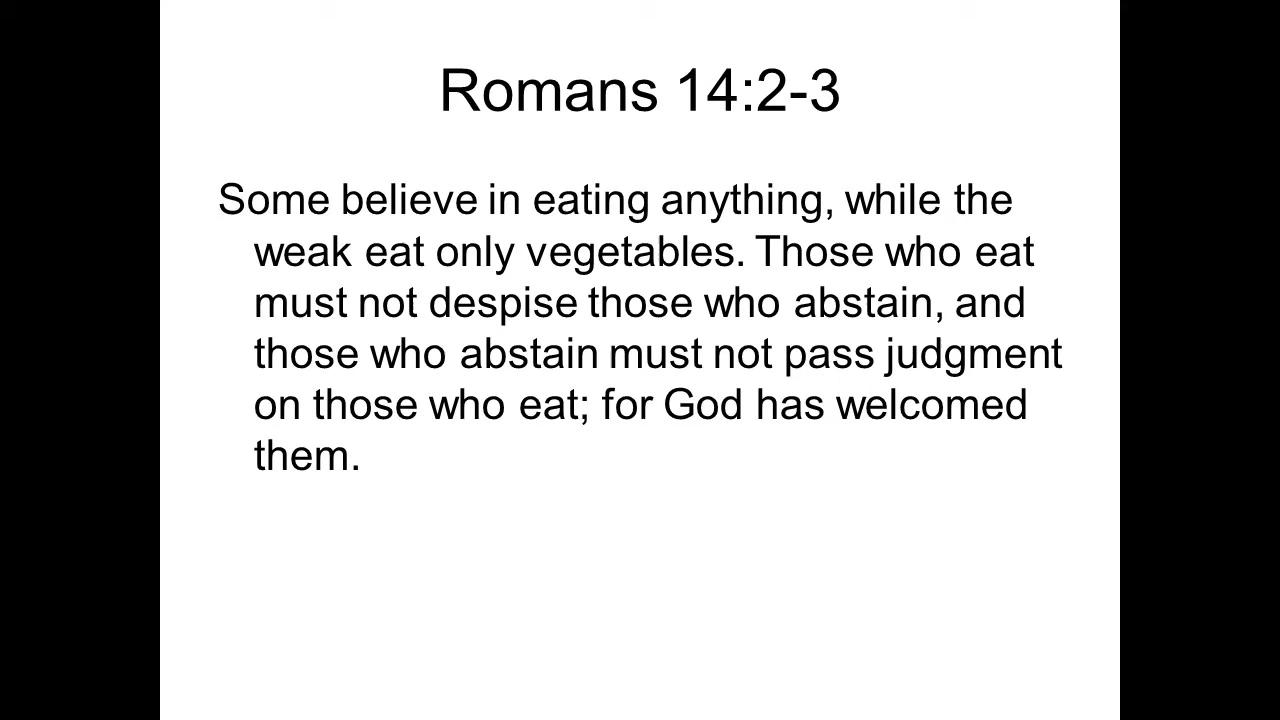 Romans 14:2-3
Some believe in eating anything, while the
weak eat only vegetables. Those who eat
must not despise those who abstain, and
those who abstain must not pass judgment
on those who eat; for God has welcomed
them.